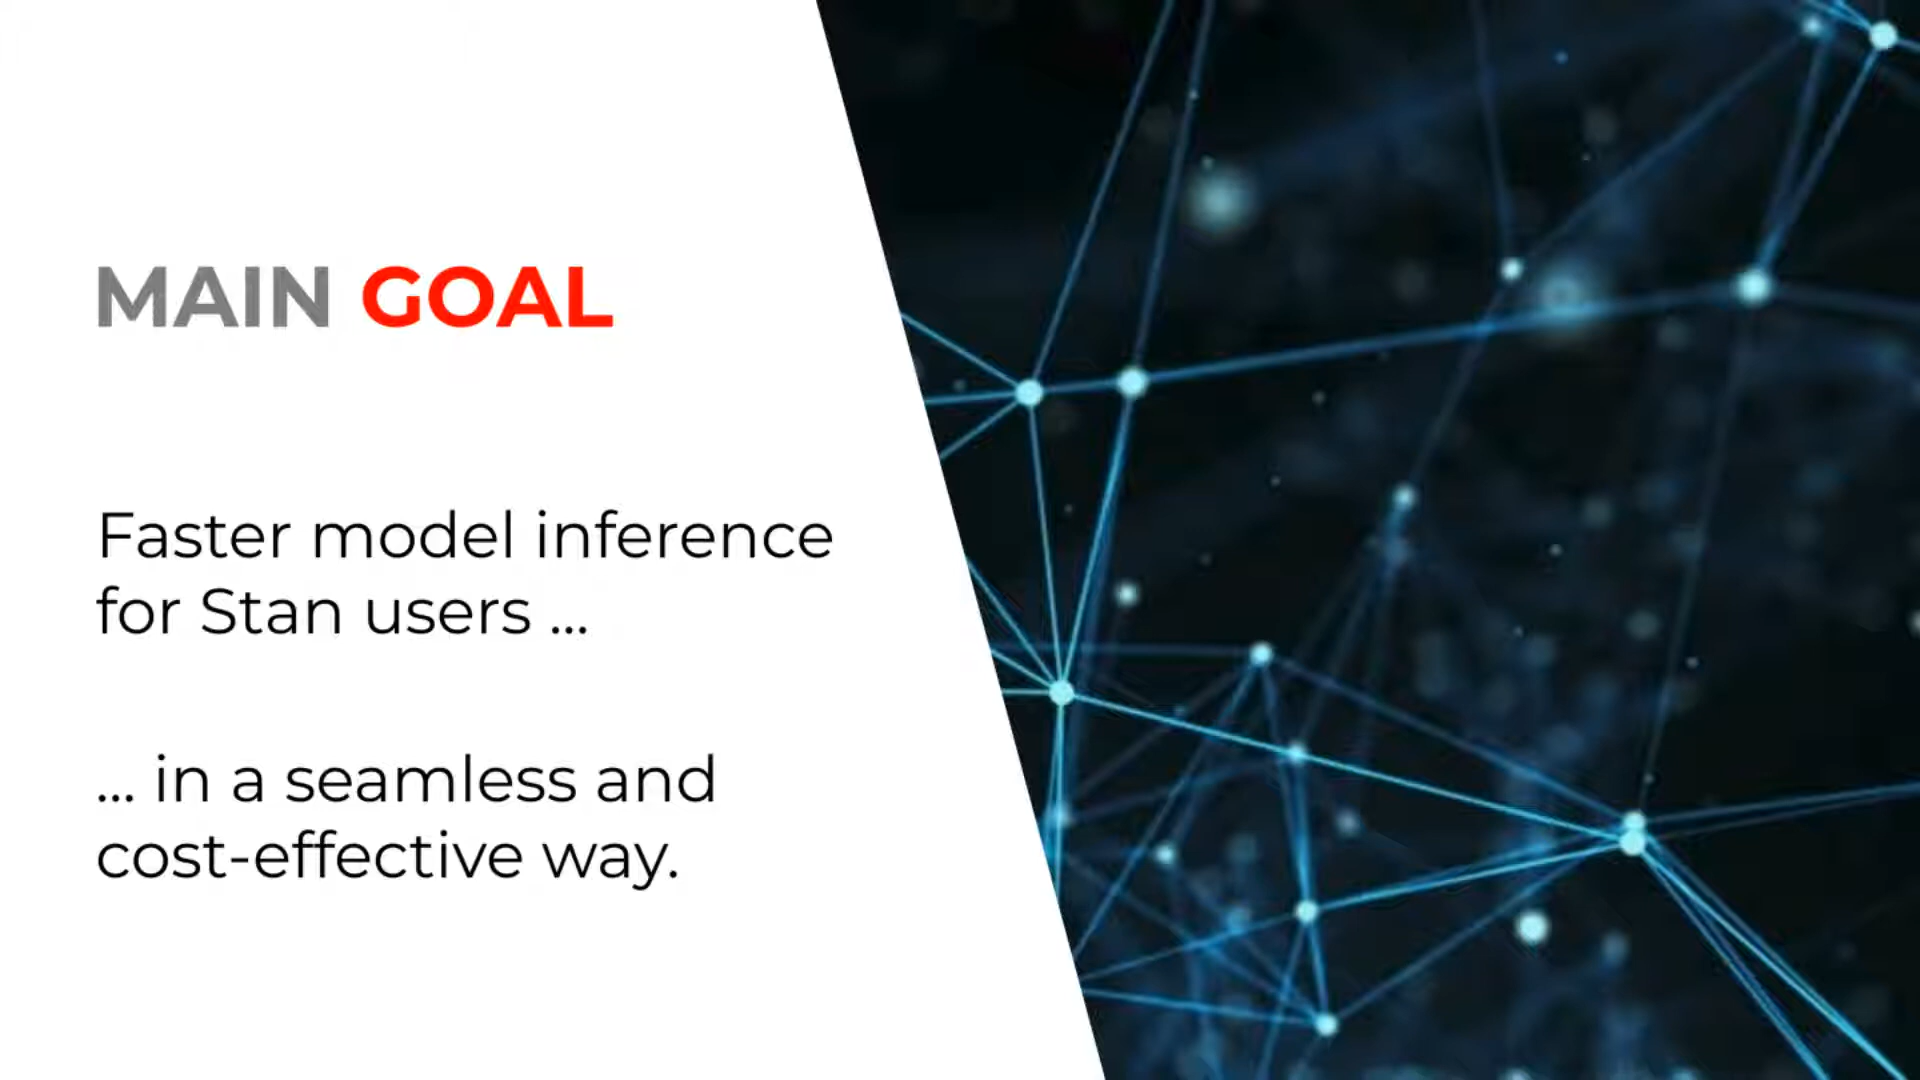 MAIN GOAL
Faster model inference
for Stan users ...
... in a seamless and
cost-effective way.